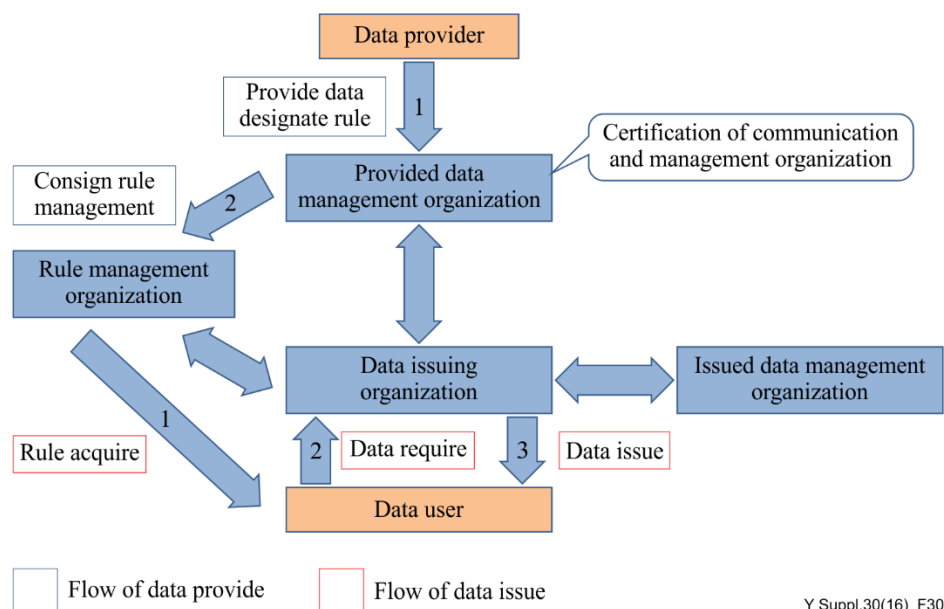 Data provider
Provide data
designate rule
1
Certification of communication
and management organization
Consign rule
management
2
Provided data
management organization
Rule management
organization
Data issuing
organization
Issued data management
organization
1
Rule acquire
2
Data require
3
Data issue
Data user
Flow of data provide
Flow of data issue
Y.Suppl.30(16)_F30